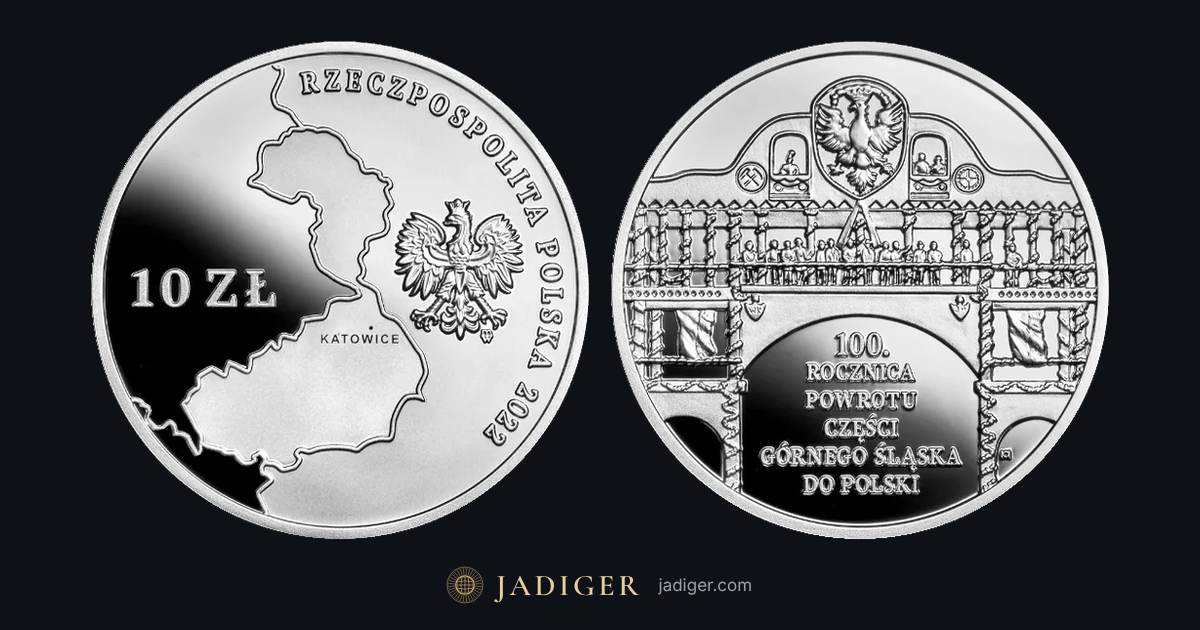 RZECZPOSPOLITA POLSKA 2022
10 ZŁ
KATOWICE
100.
ROCZNICA
POWROTU
CZĘŚCI
GÓRNEGO ŚLĄSKA
DO POLSKI
JADIGER jadiger.com